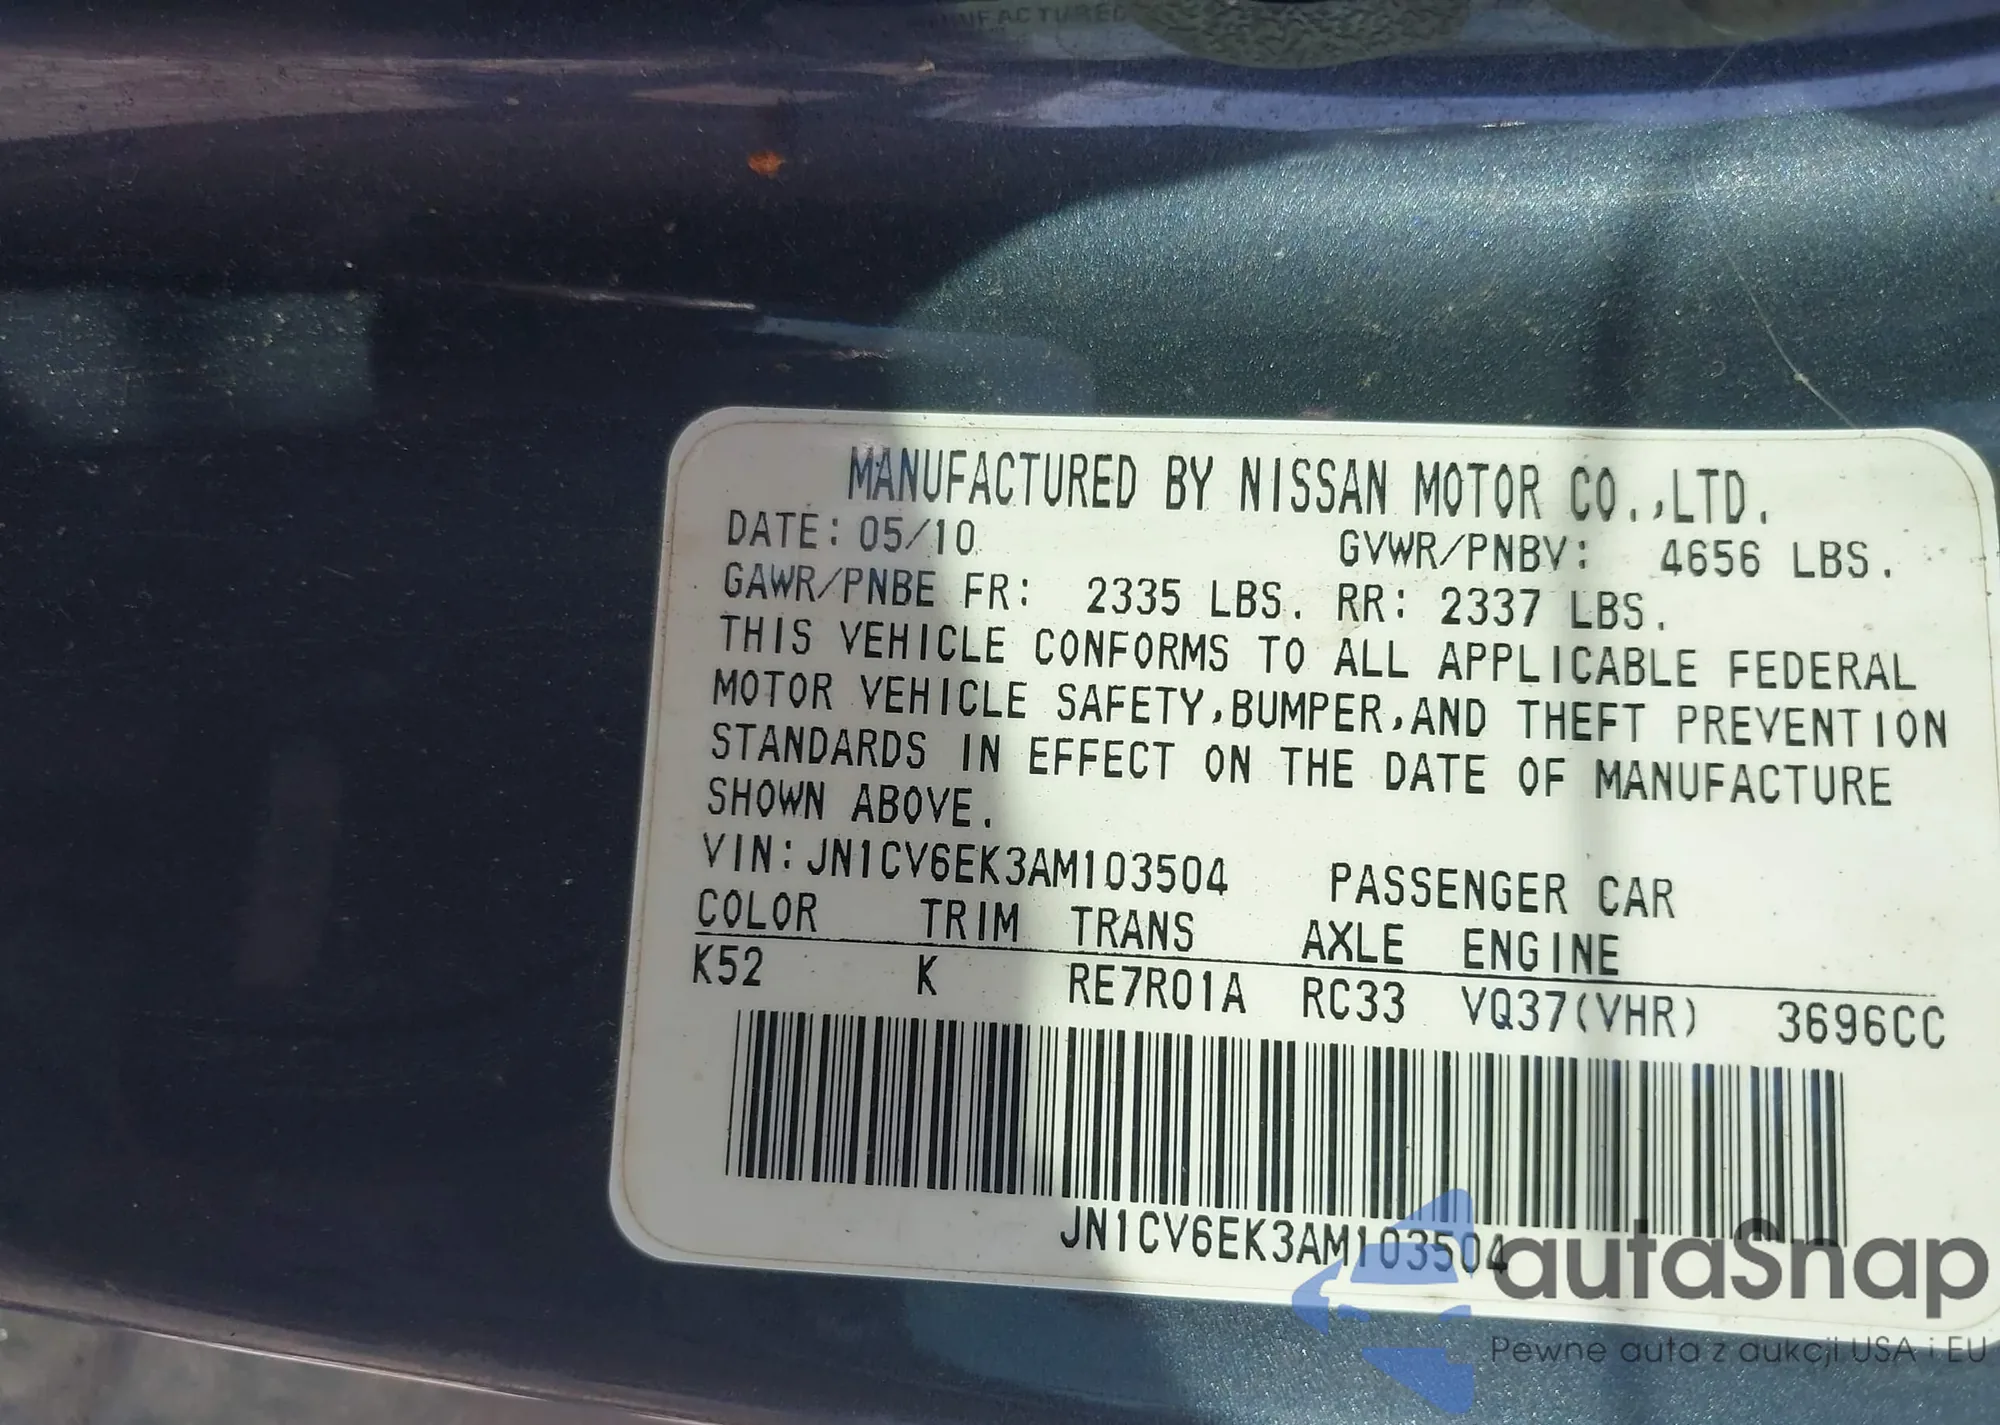 MANUFACTURED
MANUFACTURED BY NISSAN MOTOR CO.,LTD.
DATE: 05/10 GVWR/PNBV: 4656 LBS.
GAWR/PNBE FR: 2335 LBS. RR: 2337 LBS.
THIS VEHICLE CONFORMS TO ALL APPLICABLE FEDERAL
MOTOR VEHICLE SAFETY,BUMPER,AND THEFT PREVENTION
STANDARDS IN EFFECT ON THE DATE OF MANUFACTURE
SHOWN ABOVE.
VIN: JN1CV6EK3AM103504 PASSENGER CAR
COLOR TRIM TRANS AXLE ENGINE
K52 K RE7R01A RC33 VQ37(VHR) 3696CC
JN1CV6EK3AM103504
autaSnap
Pewne auta z aukcji USA i EU